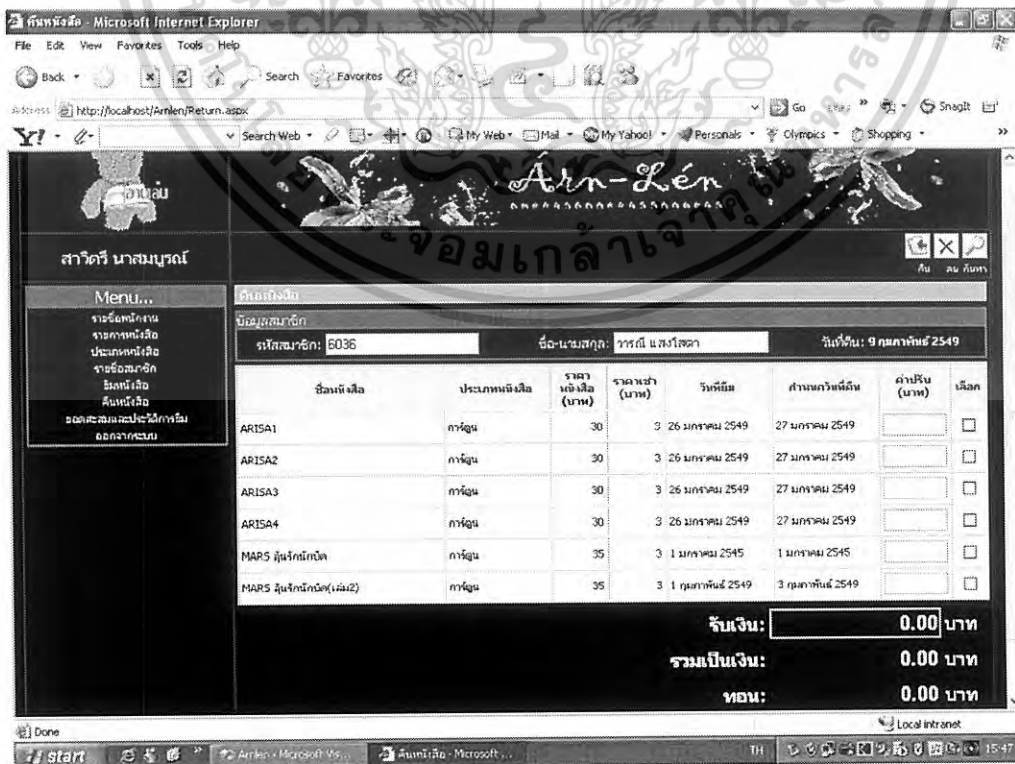 คืนหนังสือ - Microsoft Internet Explorer
File Edit View Favorites Tools Help
Back Search Favorites
Address http://localhost/Arnlen/Return.aspx Go Links » SnagIt
Y! Search Web My Web Mail My Yahoo! Personals Olympics Shopping »
อ่านเล่น Arn-Len
สาวิตรี นาสมบูรณ์
คืน ลบ ค้นหา
Menu...
รายชื่อพนักงาน
รายการหนังสือ
ประเภทหนังสือ
รายชื่อสมาชิก
ยืมหนังสือ
คืนหนังสือ
ยอดสะสมและประวัติการยืม
ออกจากระบบ
คืนหนังสือ
ข้อมูลสมาชิก
รหัสสมาชิก: 6036 ชื่อ-นามสกุล: วารณี แสงโสดา วันที่คืน: 9 กุมภาพันธ์ 2549
ชื่อหนังสือ ประเภทหนังสือ ราคาหนังสือ (บาท) ราคาเช่า (บาท) วันที่ยืม กำหนดวันที่คืน ค่าปรับ (บาท) เลือก
ARISA1 การ์ตูน 30 3 26 มกราคม 2549 27 มกราคม 2549
ARISA2 การ์ตูน 30 3 26 มกราคม 2549 27 มกราคม 2549
ARISA3 การ์ตูน 30 3 26 มกราคม 2549 27 มกราคม 2549
ARISA4 การ์ตูน 30 3 26 มกราคม 2549 27 มกราคม 2549
MARS ลุ้นรักนักบิด การ์ตูน 35 3 1 มกราคม 2545 1 มกราคม 2545
MARS ลุ้นรักนักบิด(เล่ม2) การ์ตูน 35 3 1 กุมภาพันธ์ 2549 3 กุมภาพันธ์ 2549
รับเงิน: 0.00 บาท
รวมเป็นเงิน: 0.00 บาท
ทอน: 0.00 บาท
Done Local intranet
start Arnlen - Microsoft Vis... คืนหนังสือ - Microsoft ... TH 15:47